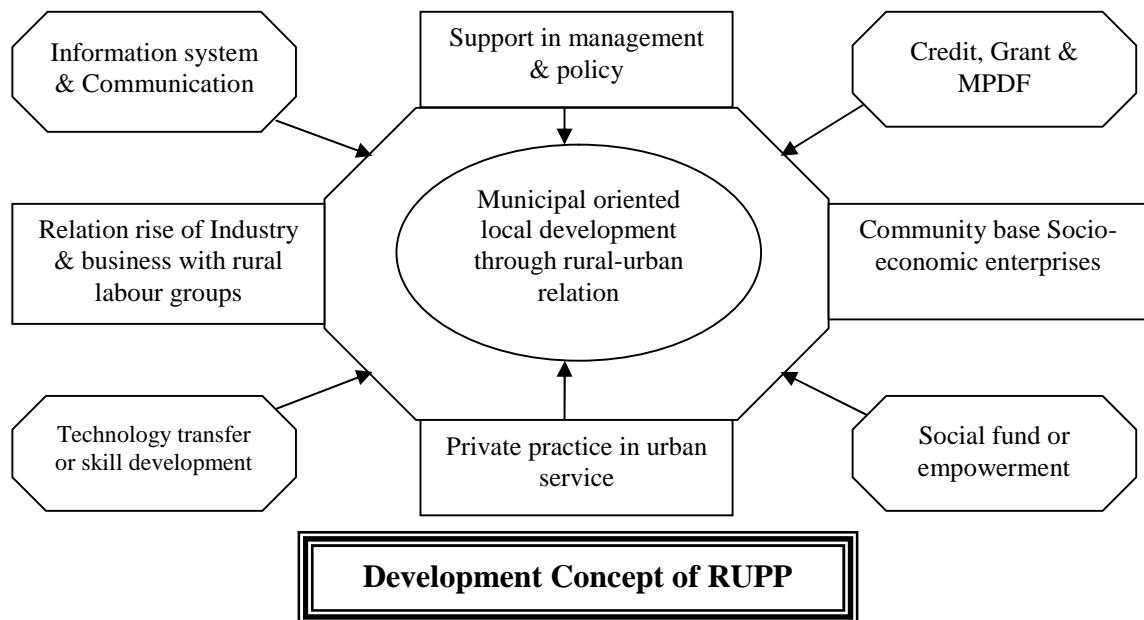 Information system
& Communication
Support in management
& policy
Credit, Grant &
MPDF
Relation rise of Industry
& business with rural
labour groups
Municipal oriented
local development
through rural-urban
relation
Community base Socio-
economic enterprises
Technology transfer
or skill development
Private practice in urban
service
Social fund or
empowerment
Development Concept of RUPP